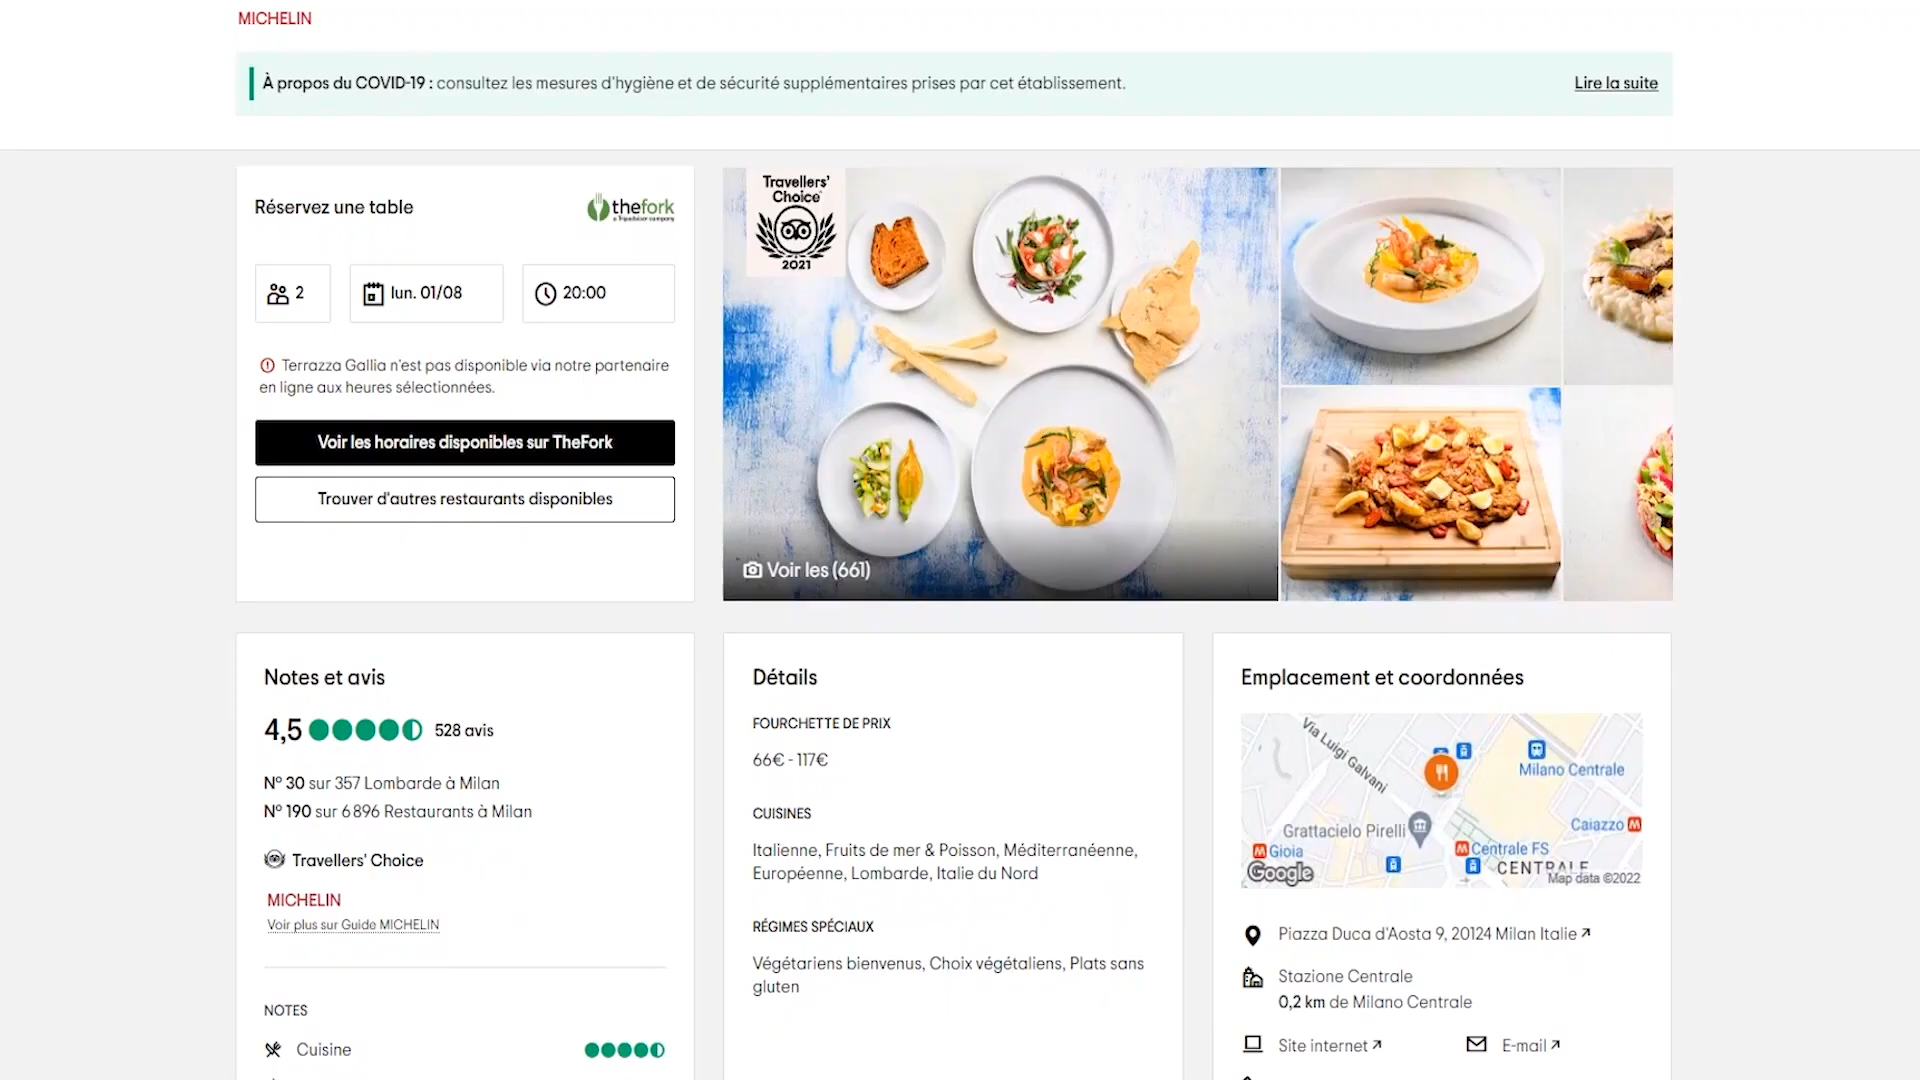 MICHELIN
À propos du COVID-19 : consultez les mesures d'hygiène et de sécurité supplémentaires prises par cet établissement.
Lire la suite
Réservez une table
thefork
a Tripadvisor company
2
lun. 01/08
20:00
Terrazza Gallia n'est pas disponible via notre partenaire
en ligne aux heures sélectionnées.
Voir les horaires disponibles sur TheFork
Trouver d'autres restaurants disponibles
Travellers'
Choice
2021
Voir les (661)
Notes et avis
4,5
528 avis
Nº 30 sur 357 Lombarde à Milan
Nº 190 sur 6 896 Restaurants à Milan
Travellers' Choice
MICHELIN
Voir plus sur Guide MICHELIN
NOTES
Cuisine
Détails
FOURCHETTE DE PRIX
66€ - 117€
CUISINES
Italienne, Fruits de mer & Poisson, Méditerranéenne,
Européenne, Lombarde, Italie du Nord
RÉGIMES SPÉCIAUX
Végétariens bienvenus, Choix végétaliens, Plats sans
gluten
Emplacement et coordonnées
Via Luigi Galvani
Milano Centrale
Grattacielo Pirelli
Caiazzo M
M Gioia
M Centrale FS
CENTRALE
Google
Map data ©2022
Piazza Duca d'Aosta 9, 20124 Milan Italie
Stazione Centrale
0,2 km de Milano Centrale
Site internet
E-mail